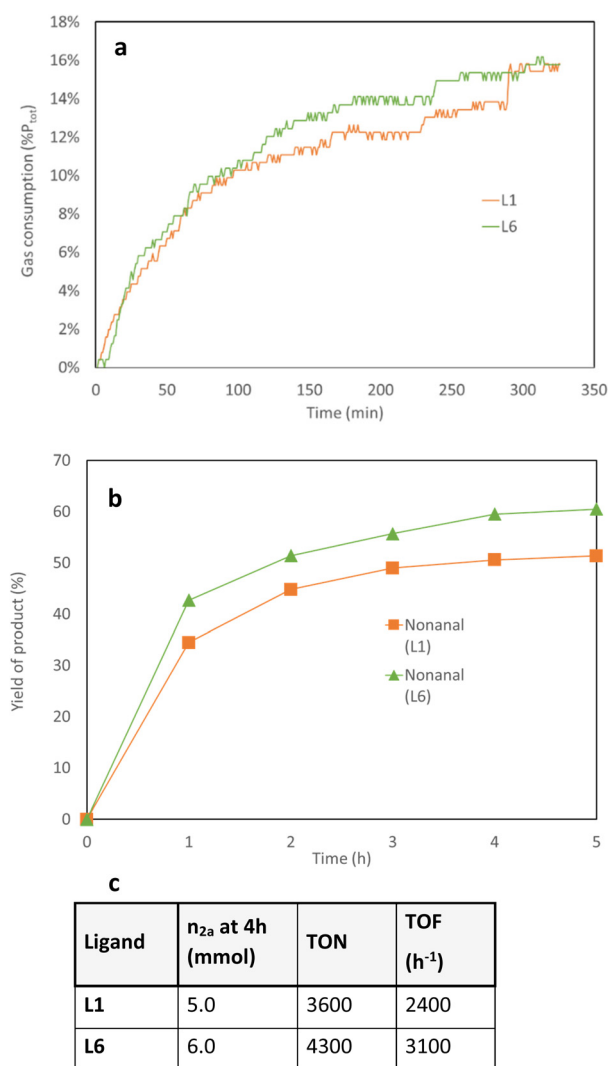 a
18%
16%
14%
12%
10%
8%
6%
4%
2%
0%
Gas consumption (%Ptot)
L1
L6
0 50 100 150 200 250 300 350
Time (min)
b
70
60
50
40
30
20
10
0
Yield of product (%)
Nonanal
(L1)
Nonanal
(L6)
0 1 2 3 4 5
Time (h)
c
Ligand n2a at 4h (mmol) TON TOF (h-1)
L1 5.0 3600 2400
L6 6.0 4300 3100